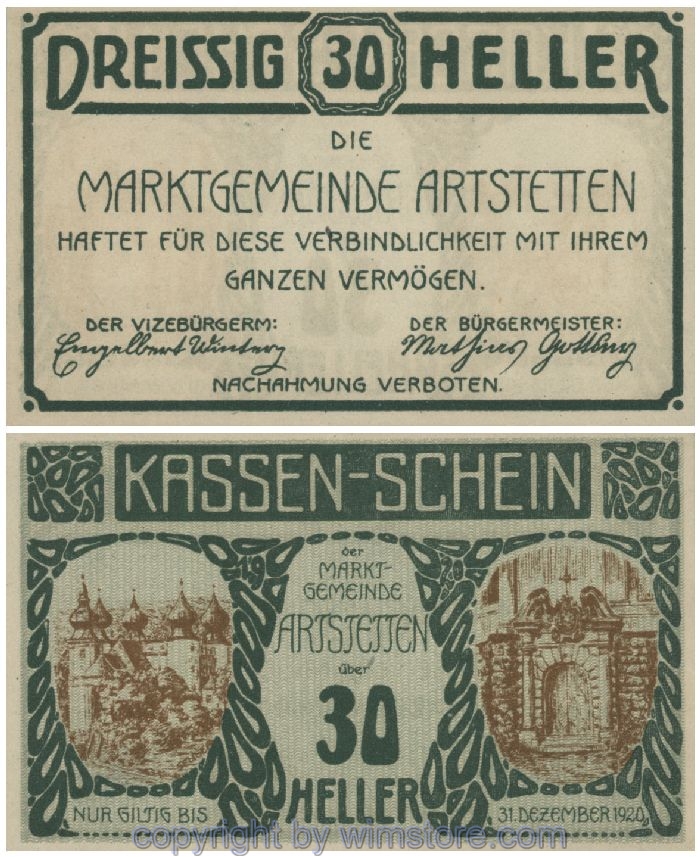 DREISSIG 30 HELLER
DIE
MARKTGEMEINDE ARTSTETTEN
HAFTET FÜR DIESE VERBINDLICHKEIT MIT IHREM
GANZEN VERMÖGEN.
DER VIZEBÜRGERM: DER BÜRGERMEISTER:
Engelbert Mathias
NACHAHMUNG VERBOTEN.
KASSEN-SCHEIN
19 20
der
MARKT-
GEMEINDE
ARTSTETTEN
über
30
HELLER
NUR GILTIG BIS 31. DEZEMBER 1920
copyright by wimstore.com